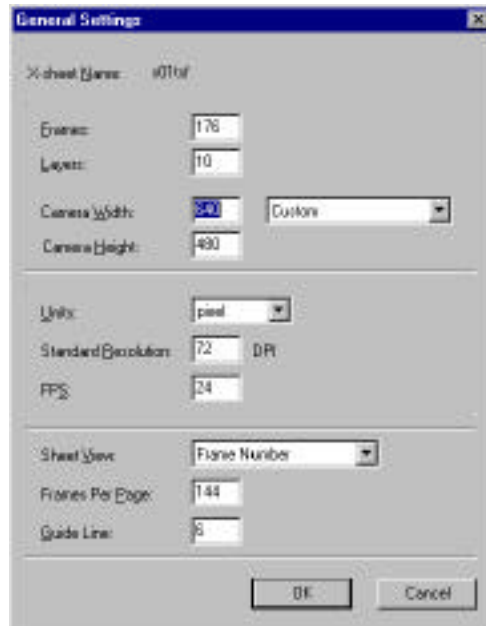 General Settings
X-sheet Name:
Frames: 176
Layers: 10
Camera Width: 640 Custom
Camera Height: 480
Units: pixel
Standard Resolution: 72 DPI
FPS: 24
Sheet View: Frame Number
Frames Per Page: 144
Guide Line: 6
OK Cancel